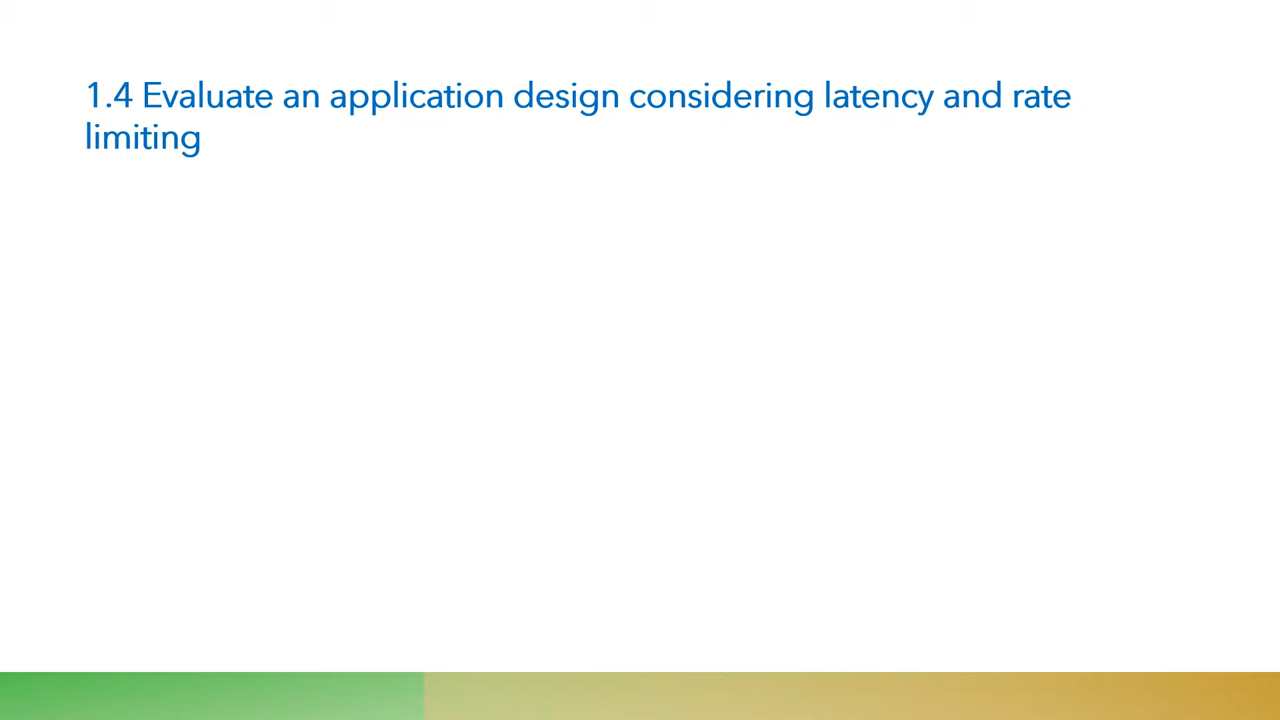 1.4 Evaluate an application design considering latency and rate
limiting